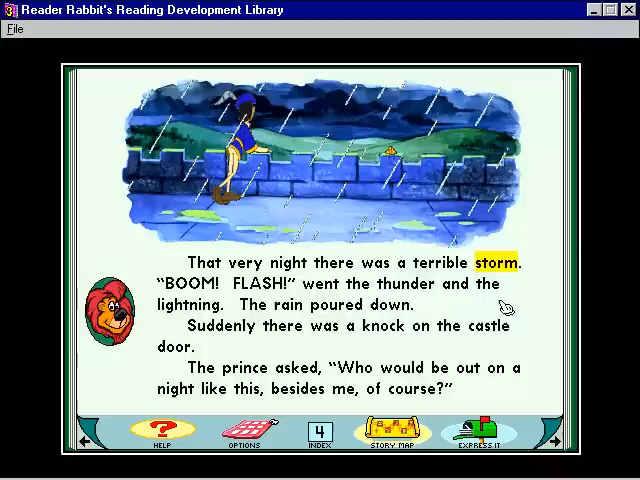 Reader Rabbit's Reading Development Library
File
That very night there was a terrible storm.
“BOOM! FLASH!” went the thunder and the
lightning. The rain poured down.
Suddenly there was a knock on the castle
door.
The prince asked, “Who would be out on a
night like this, besides me, of course?”
4
HELP
OPTIONS
INDEX
STORY MAP
EXPRESS IT